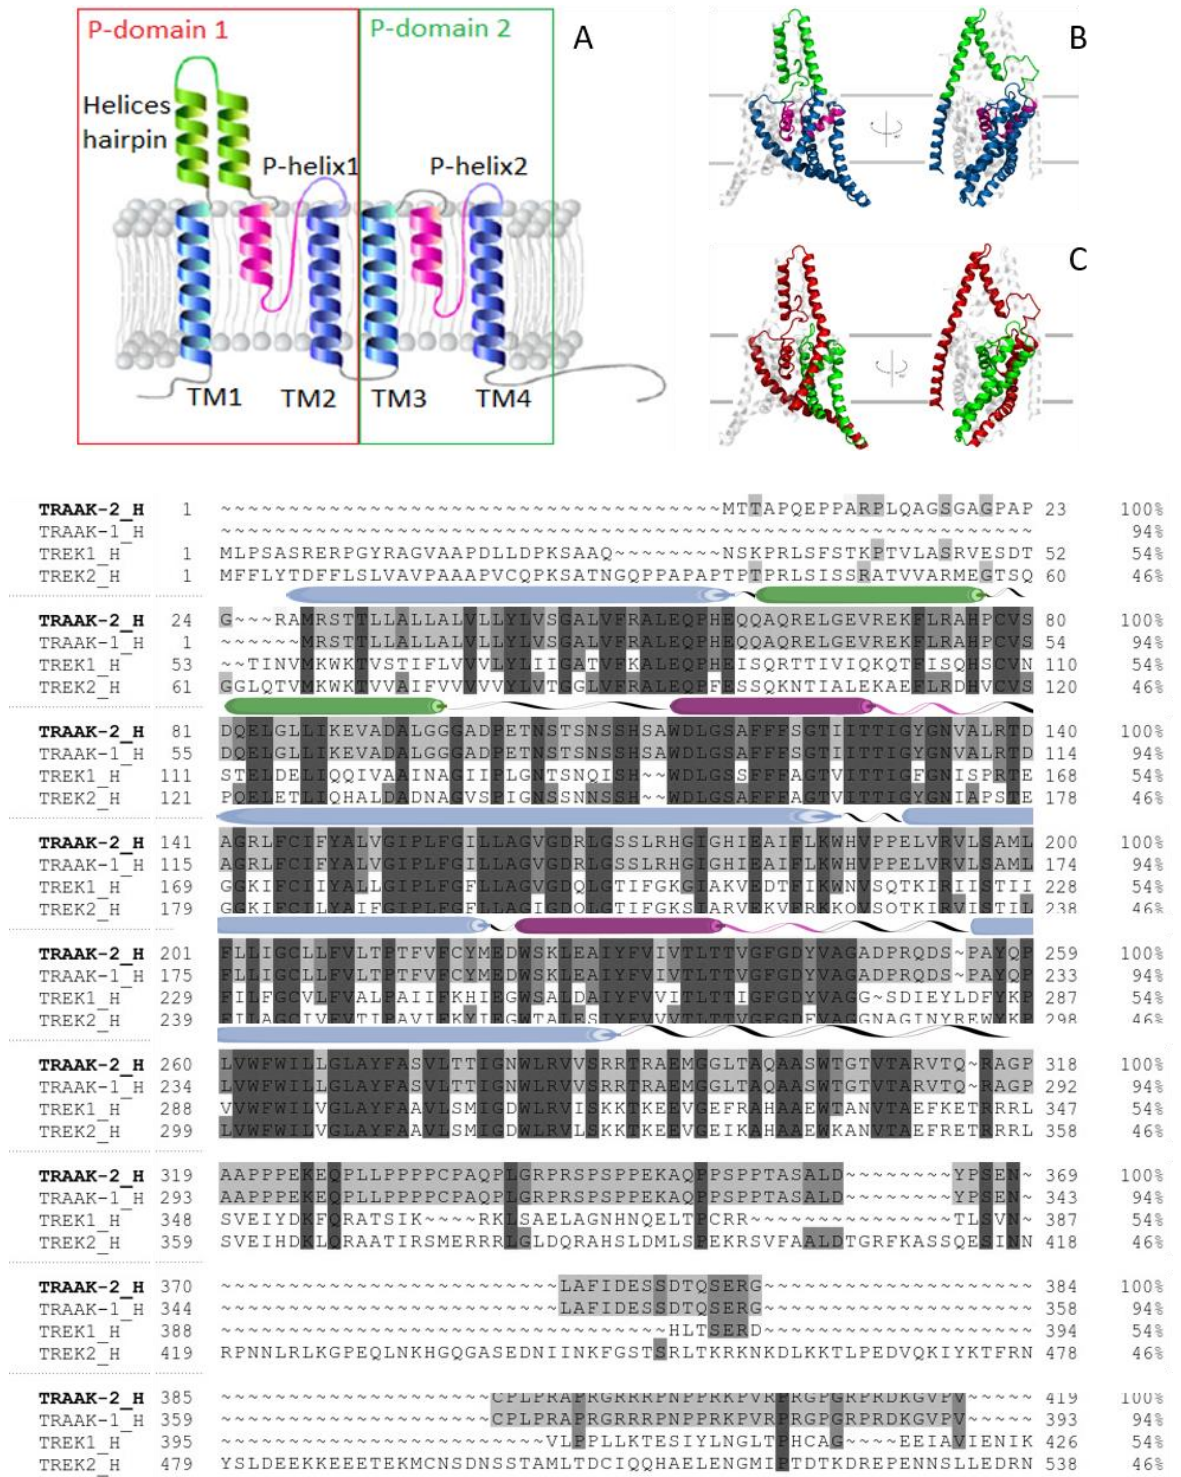 P-domain 1
P-domain 2
A
B
Helices
hairpin
P-helix1
P-helix2
C
TM1
TM2
TM3
TM4
TRAAK-2_H 1 ~~~~~~~~~~~~~~~~~~~~~~~~~~~~~~~~~~MTTAPQEPPARPLQAGSGAGPAP 23 100%
TRAAK-1_H ~~~~~~~~~~~~~~~~~~~~~~~~~~~~~~~~~~~~~~~~~~~~~~~~~~~~~~~~~ 94%
TREK1_H 1 MLPSASRERPGYRAGVAAPDLLDPKSAAQ~~~~~~~NSKPRLSFSTKPTVLASRVESDT 52 54%
TREK2_H 1 MFFLYTDFFLSLVAVPAAAPVCQPKSATNGQPPAPAPTPTPRLSISSRATVVARMEGTSQ 60 46%
TRAAK-2_H 24 G~~~RAMRSTTLLALLALVLLYLVSGALVFRALEQPHEQQAQRELGEVREKFLRAHPCVS 80 100%
TRAAK-1_H 1 ~~~~~~MRSTTLLALLALVLLYLVSGALVFRALEQPHEQQAQRELGEVREKFLRAHPCVS 54 94%
TREK1_H 53 ~~TINVMKWKTVSTIFLVVVLYLIIGATVFKALEQPHEISQRTTIVIQKQTFISQHSCVN 110 54%
TREK2_H 61 GGLQTVMKWKTVVAIFVVVVVYLVTGGLVFRALEQPFESSQKNTIALEKAEFLRDHVCVS 120 46%
TRAAK-2_H 81 DQELGLLIKEVADALGGGADPETNSTSNSSHSAWDLGSAFFFSGTIITTIGYGNVALRTD 140 100%
TRAAK-1_H 55 DQELGLLIKEVADALGGGADPETNSTSNSSHSAWDLGSAFFFSGTIITTIGYGNVALRTD 114 94%
TREK1_H 111 STELDELIQQIVAAINAGIIPLGNTSNQISH~~WDLGSSFFFAGTVITTIGFGNISPRTE 168 54%
TREK2_H 121 PQELETLIQHALDADNAGVSPIGNSSNNSSH~~WDLGSAFFFAGTVITTIGYGNIAPSTE 178 46%
TRAAK-2_H 141 AGRLFCIFYALVGIPLFGILLAGVGDRLGSSLRHGIGHIEAIFLKWHVPPELVRVLSAML 200 100%
TRAAK-1_H 115 AGRLFCIFYALVGIPLFGILLAGVGDRLGSSLRHGIGHIEAIFLKWHVPPELVRVLSAML 174 94%
TREK1_H 169 GGKIFCIIYALLGIPLFGFLLAGVGDQLGTIFGKGIAKVEDTFIKWNVSQTKIRIISTII 228 54%
TREK2_H 179 GGKIFCILYAIFGIPLFGFLLAGIGDQLGTIFGKSIARVEKVFRKKQVSQTKIRVISTIL 238 46%
TRAAK-2_H 201 FLLIGCLLFVLTPTFVFCYMEDWSKLEAIYFVIVTLTTVGFGDYVAGADPRQDS~PAYQP 259 100%
TRAAK-1_H 175 FLLIGCLLFVLTPTFVFCYMEDWSKLEAIYFVIVTLTTVGFGDYVAGADPRQDS~PAYQP 233 94%
TREK1_H 229 FILFGCVLFVALPAIIFKHIEGWSALDAIYFVVITLTTIGFGDYVAGG~SDIEYLDFYKP 287 54%
TREK2_H 239 FILAGCIVFVTIPAVIFKYIEGWTALESIYFVVVTLTTVGFGDFVAGGNAGINYREWYKP 298 46%
TRAAK-2_H 260 LVWFWILLGLAYFASVLTTIGNWLRVVSRRTRAEMGGLTAQAASWTGTVTARVTQ~RAGP 318 100%
TRAAK-1_H 234 LVWFWILLGLAYFASVLTTIGNWLRVVSRRTRAEMGGLTAQAASWTGTVTARVTQ~RAGP 292 94%
TREK1_H 288 VVWFWILVGLAYFAAVLSMIGDWLRVISKKTKEEVGEFRAHAAEWTANVTAEFKETRRRL 347 54%
TREK2_H 299 LVWFWILVGLAYFAAVLSMIGDWLRVLSKKTKEEVGEIKAHAAEWKANVTAEFRETRRRL 358 46%
TRAAK-2_H 319 AAPPPEKEQPLLPPPPCPAQPLGRPRSPSPPEKAQPPSPPTASALD~~~~~~~~YPSEN~ 369 100%
TRAAK-1_H 293 AAPPPEKEQPLLPPPPCPAQPLGRPRSPSPPEKAQPPSPPTASALD~~~~~~~~YPSEN~ 343 94%
TREK1_H 348 SVEIYDKFQRATSIK~~~~RKLSAELAGNHNQELTPCRR~~~~~~~~~~~~~~~TLSVN~ 387 54%
TREK2_H 359 SVEIHDKLQRAATIRSMERRRLGLDQRAHSLDMLSPEKRSVFAALDTGRFKASSQESINN 418 46%
TRAAK-2_H 370 ~~~~~~~~~~~~~~~~~~~~~~~~~LAFIDESSDTQSERG~~~~~~~~~~~~~~~~~~~~ 384 100%
TRAAK-1_H 344 ~~~~~~~~~~~~~~~~~~~~~~~~~LAFIDESSDTQSERG~~~~~~~~~~~~~~~~~~~~ 358 94%
TREK1_H 388 ~~~~~~~~~~~~~~~~~~~~~~~~~~~~~~~~~HLTSERD~~~~~~~~~~~~~~~~~~~~ 394 54%
TREK2_H 419 RPNNLRLKGPEQLNKHGQGASEDNIINKFGSTSRLTKRKNKDLKKTLPEDVQKIYKTFRN 478 46%
TRAAK-2_H 385 ~~~~~~~~~~~~~~~~~~~~CPLPRAPRGRRRPNPPRKPVRPRGPGRPRDKGVPV~~~~~ 419 100%
TRAAK-1_H 359 ~~~~~~~~~~~~~~~~~~~~CPLPRAPRGRRRPNPPRKPVRPRGPGRPRDKGVPV~~~~~ 393 94%
TREK1_H 395 ~~~~~~~~~~~~~~~~~~~~~~~~VLPPLLKTESIYLNGLTPHCAG~~~~EEIAVIENIK 426 54%
TREK2_H 479 YSLDEEKKEEETEKMCNSDNSSTAMLTDCIQQHAELENGMIPTDTKDREPENNSLLEDRN 538 46%